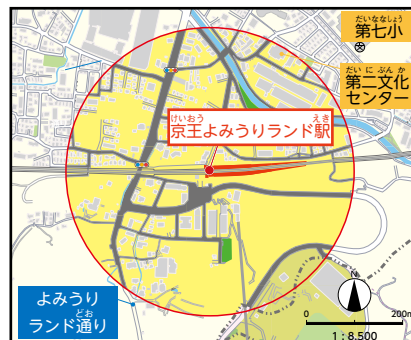 だいななしょう
第七小
だいにぶんか
第二文化
センター
けいおう えき
京王よみうりランド駅
よみうり
どお
ランド通り
N
0 200m
1：8,500